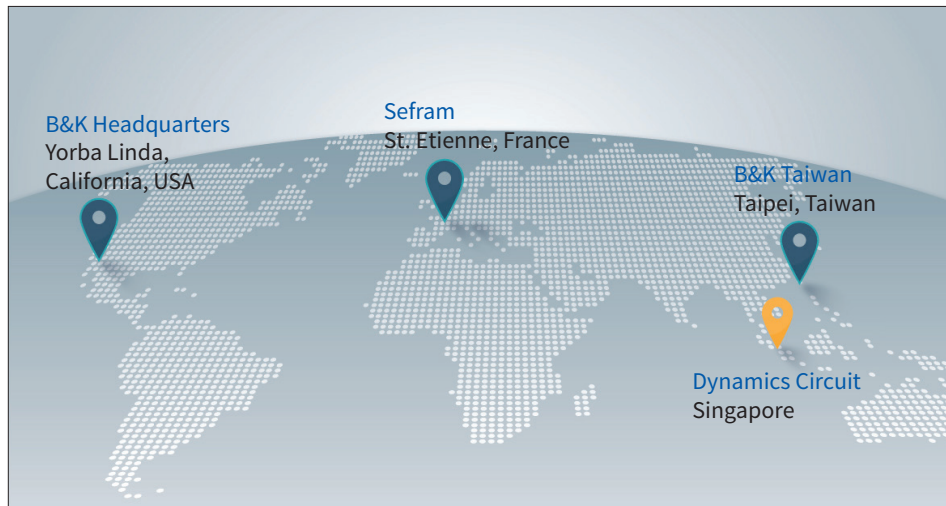 B&K Headquarters
Yorba Linda,
California, USA
Sefram
St. Etienne, France
B&K Taiwan
Taipei, Taiwan
Dynamics Circuit
Singapore